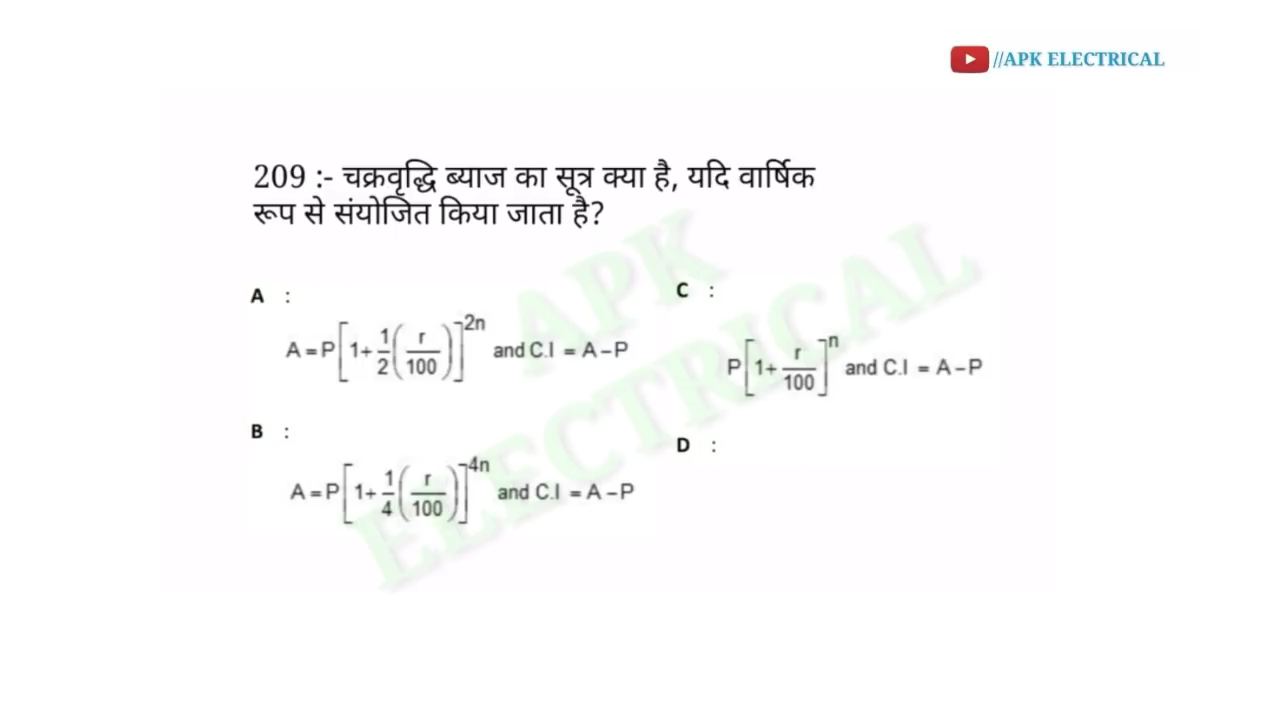 //APK ELECTRICAL
209 :- चक्रवृद्धि ब्याज का सूत्र क्या है, यदि वार्षिक
रूप से संयोजित किया जाता है?
A :
A=P[1+1/2(r/100)]^2n and C.I = A-P
B :
A=P[1+1/4(r/100)]^4n and C.I = A-P
C :
P[1+r/100]^n and C.I = A-P
D :
APK
ELECTRICAL